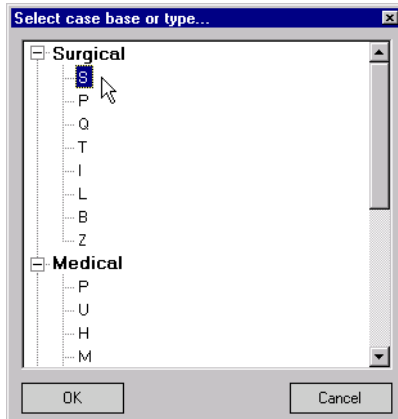 Select case base or type...
Surgical
S
P
Q
T
I
L
B
Z
Medical
P
U
H
M
OK Cancel